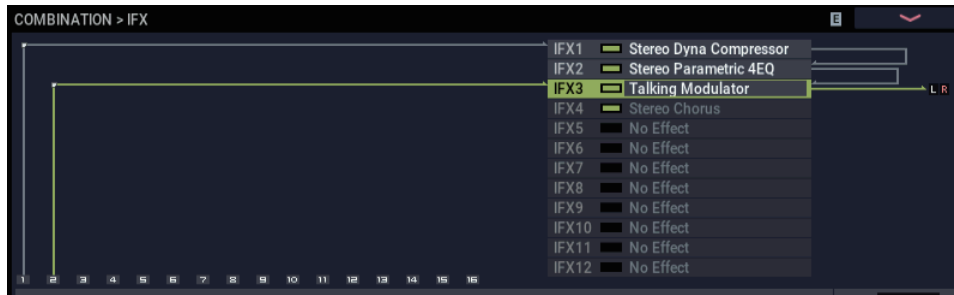 COMBINATION > IFX E
IFX1 Stereo Dyna Compressor
IFX2 Stereo Parametric 4EQ
IFX3 Talking Modulator L R
IFX4 Stereo Chorus
IFX5 No Effect
IFX6 No Effect
IFX7 No Effect
IFX8 No Effect
IFX9 No Effect
IFX10 No Effect
IFX11 No Effect
IFX12 No Effect
1 2 3 4 5 6 7 8 9 10 11 12 13 14 15 16